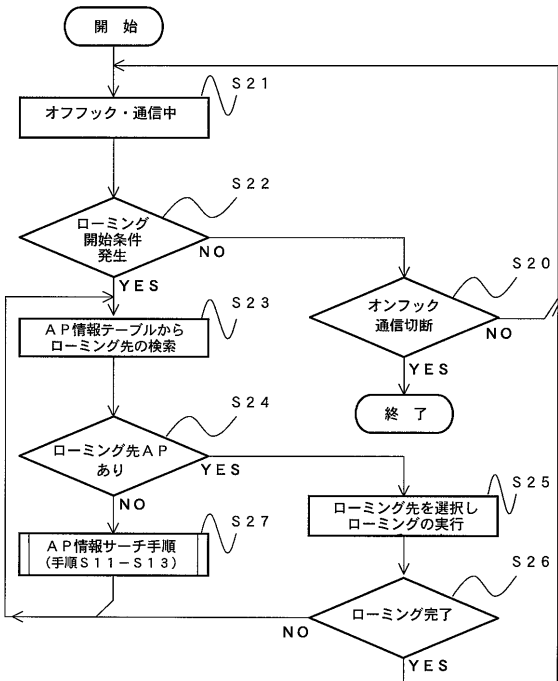 開　始
Ｓ２１
オフフック・通信中
Ｓ２２
ローミング
開始条件
発生
ＮＯ
ＹＥＳ
Ｓ２０
オンフック
通信切断
ＮＯ
ＹＥＳ
Ｓ２３
ＡＰ情報テーブルから
ローミング先の検索
終　了
Ｓ２４
ローミング先ＡＰ
あり
ＹＥＳ
ＮＯ
Ｓ２５
ローミング先を選択し
ローミングの実行
Ｓ２７
ＡＰ情報サーチ手順
（手順Ｓ１１－Ｓ１３）
Ｓ２６
ローミング完了
ＮＯ
ＹＥＳ